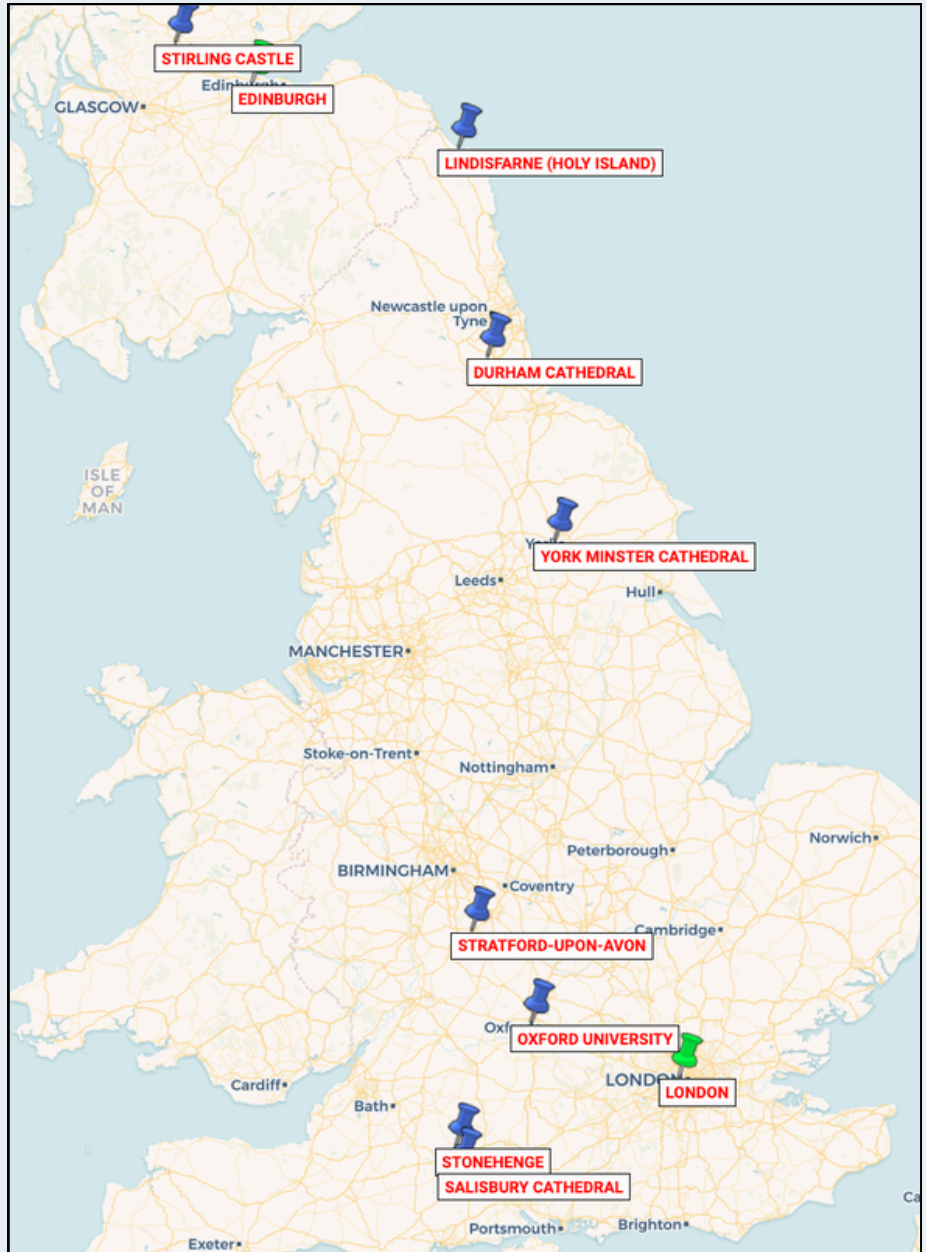 STIRLING CASTLE
Edinburgh
EDINBURGH
GLASGOW
LINDISFARNE (HOLY ISLAND)
Newcastle upon
Tyne
DURHAM CATHEDRAL
ISLE
OF
MAN
YORK MINSTER CATHEDRAL
Leeds
Hull
MANCHESTER
Stoke-on-Trent
Nottingham
Norwich
Peterborough
BIRMINGHAM
Coventry
Cambridge
STRATFORD-UPON-AVON
OXFORD UNIVERSITY
LONDON
LONDON
Cardiff
Bath
STONEHENGE
SALISBURY CATHEDRAL
Ca
Portsmouth
Brighton
Exeter